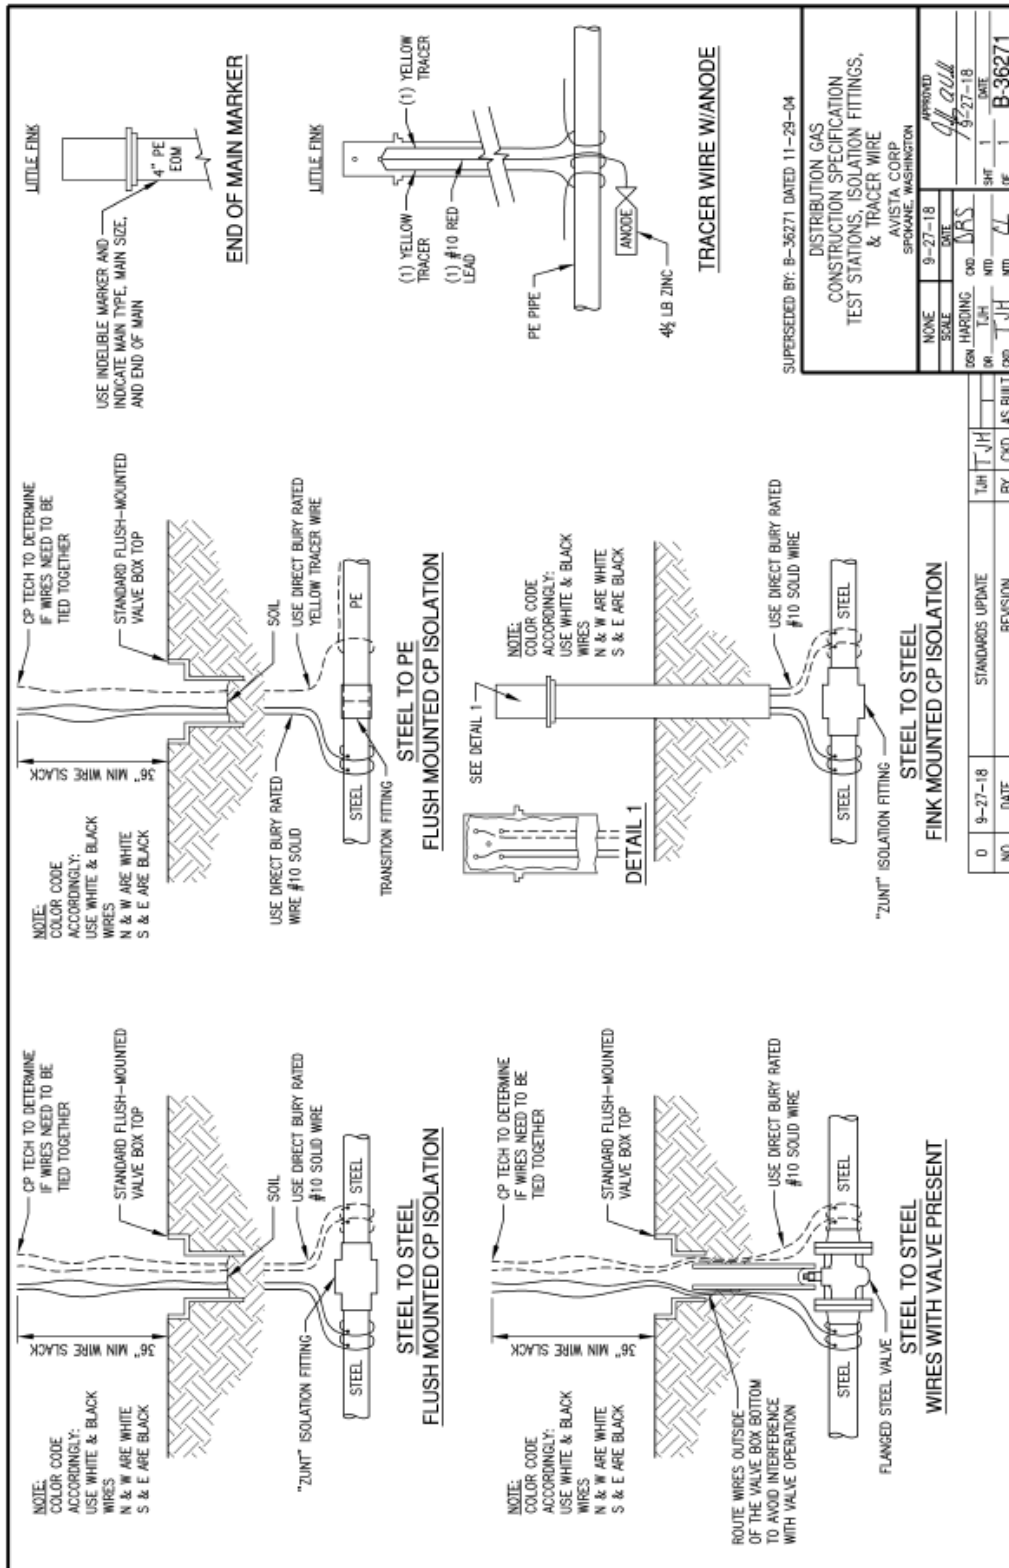 NOTE:
COLOR CODE
ACCORDINGLY:
USE WHITE & BLACK
WIRES
N & W ARE WHITE
S & E ARE BLACK
36" MIN WIRE SLACK
CP TECH TO DETERMINE
IF WIRES NEED TO BE
TIED TOGETHER
STANDARD FLUSH-MOUNTED
VALVE BOX TOP
SOIL
USE DIRECT BURY RATED
#10 SOLID WIRE
"ZUNT" ISOLATION FITTING
STEEL
STEEL
STEEL TO STEEL
FLUSH MOUNTED CP ISOLATION
NOTE:
COLOR CODE
ACCORDINGLY:
USE WHITE & BLACK
WIRES
N & W ARE WHITE
S & E ARE BLACK
36" MIN WIRE SLACK
CP TECH TO DETERMINE
IF WIRES NEED TO BE
TIED TOGETHER
STANDARD FLUSH-MOUNTED
VALVE BOX TOP
SOIL
USE DIRECT BURY RATED
YELLOW TRACER WIRE
USE DIRECT BURY RATED
WIRE #10 SOLID
STEEL
PE
TRANSITION FITTING
STEEL TO PE
FLUSH MOUNTED CP ISOLATION
LITTLE FINK
USE INDELIBLE MARKER AND
INDICATE MAIN TYPE, MAIN SIZE,
AND END OF MAIN
4" PE
EOM
END OF MAIN MARKER
NOTE:
COLOR CODE
ACCORDINGLY:
USE WHITE & BLACK
WIRES
N & W ARE WHITE
S & E ARE BLACK
36" MIN WIRE SLACK
CP TECH TO DETERMINE
IF WIRES NEED TO BE
TIED TOGETHER
STANDARD FLUSH-MOUNTED
VALVE BOX TOP
USE DIRECT BURY RATED
#10 SOLID WIRE
ROUTE WIRES OUTSIDE
OF THE VALVE BOX BOTTOM
TO AVOID INTERFERENCE
WITH VALVE OPERATION
STEEL
STEEL
FLANGED STEEL VALVE
STEEL TO STEEL
WIRES WITH VALVE PRESENT
SEE DETAIL 1
DETAIL 1
NOTE:
COLOR CODE
ACCORDINGLY:
USE WHITE & BLACK
WIRES
N & W ARE WHITE
S & E ARE BLACK
USE DIRECT BURY RATED
#10 SOLID WIRE
STEEL
STEEL
"ZUNT" ISOLATION FITTING
STEEL TO STEEL
FINK MOUNTED CP ISOLATION
LITTLE FINK
(1) YELLOW
TRACER
(1) YELLOW
TRACER
(1) #10 RED
LEAD
PE PIPE
ANODE
4½ LB ZINC
TRACER WIRE W/ANODE
SUPERSEDED BY: B-36271 DATED 11-29-04
DISTRIBUTION GAS
CONSTRUCTION SPECIFICATION
TEST STATIONS, ISOLATION FITTINGS,
& TRACER WIRE
AVISTA CORP
SPOKANE, WASHINGTON
NONE 9-27-18 APPROVED
SCALE DATE
DSN HARDING CKD DRS 9-27-18
DR TJH MTD SHT 1 DATE
CKD TJH MTD OF 1 B-36271
0 9-27-18 STANDARDS UPDATE TJH TJH
NO DATE REVISION BY CKD AS BUILT